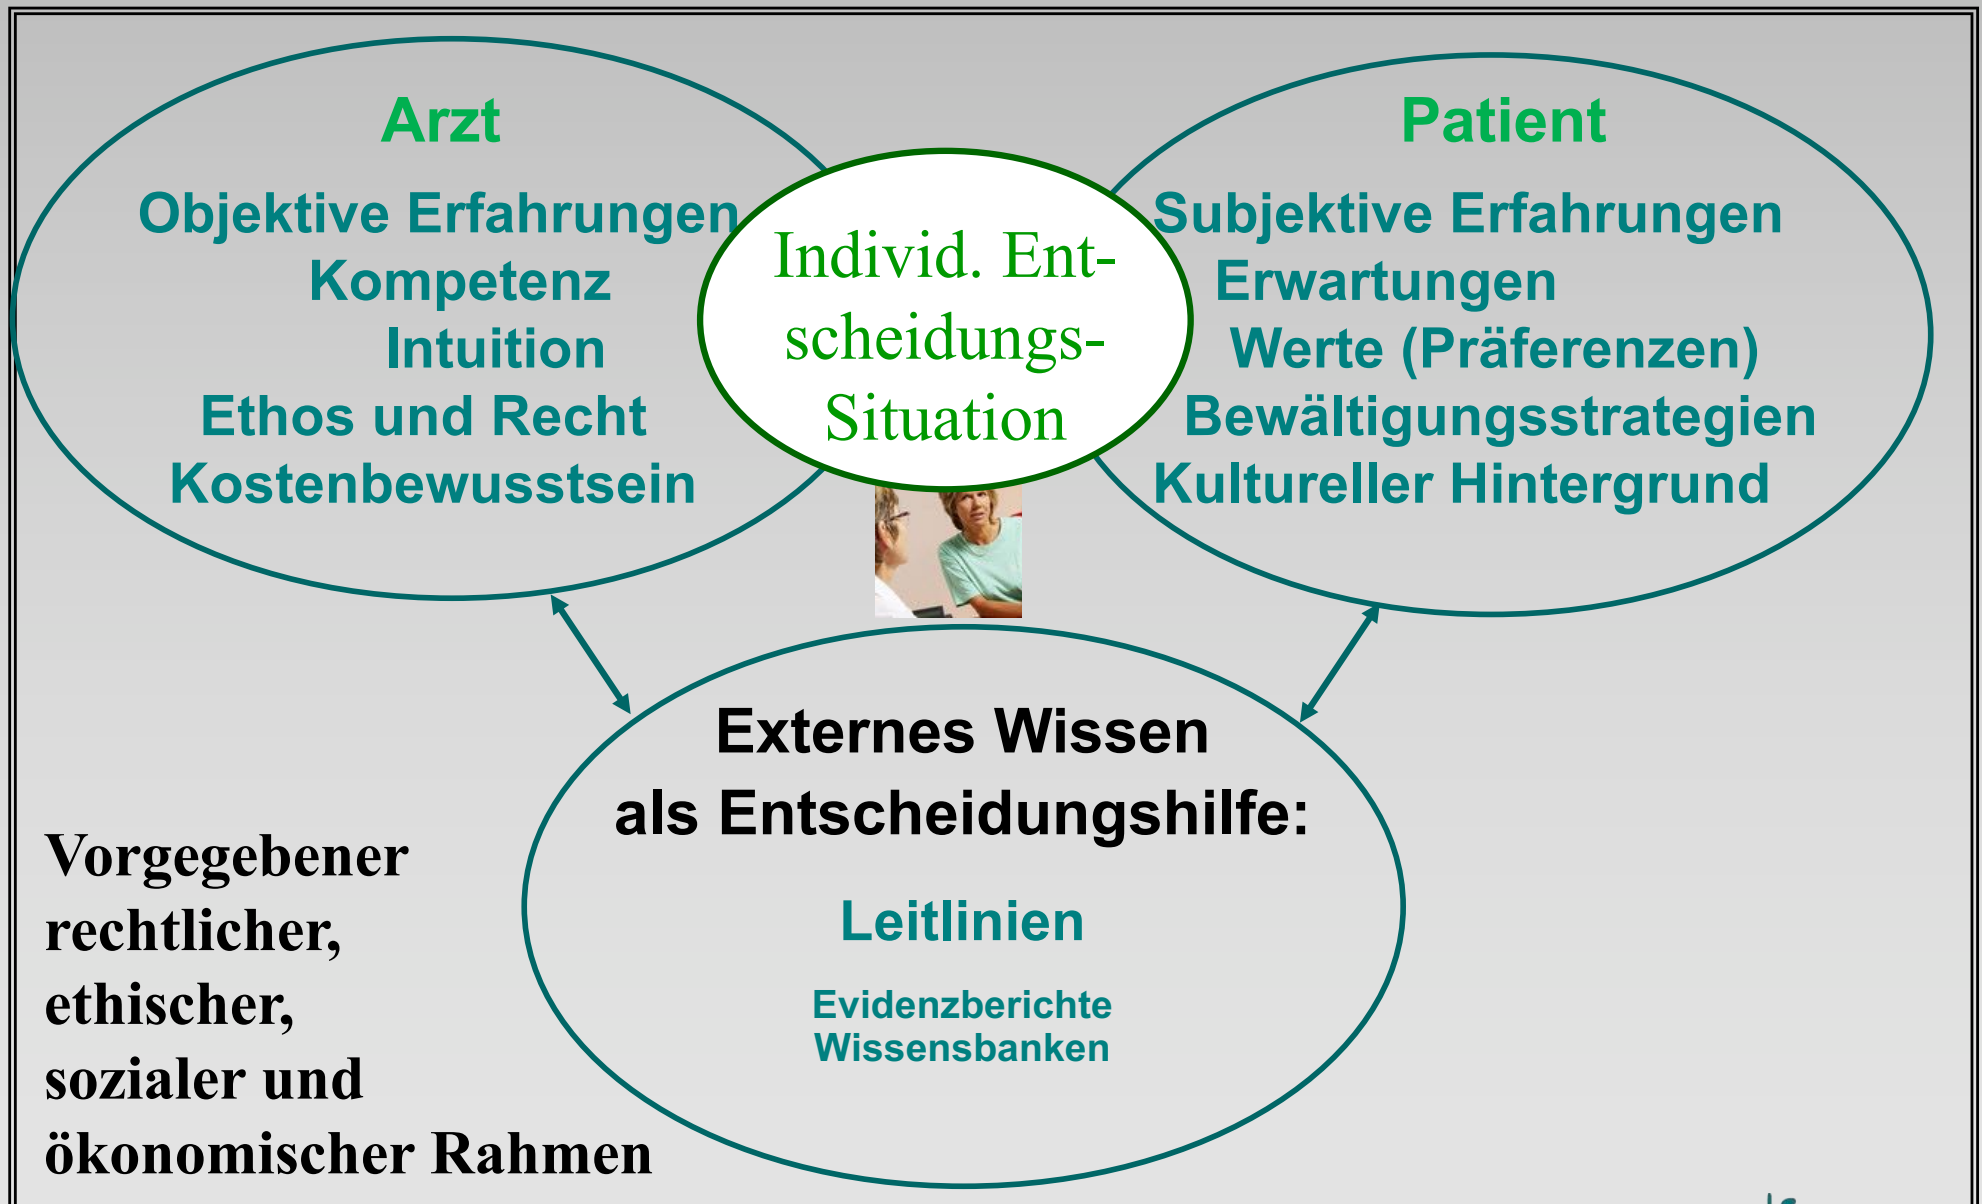 Arzt
Objektive Erfahrungen
Kompetenz
Intuition
Ethos und Recht
Kostenbewusstsein
Individ. Ent-
scheidungs-
Situation
Patient
Subjektive Erfahrungen
Erwartungen
Werte (Präferenzen)
Bewältigungsstrategien
Kultureller Hintergrund
Externes Wissen
als Entscheidungshilfe:
Leitlinien
Evidenzberichte
Wissensbanken
Vorgegebener
rechtlicher,
ethischer,
sozialer und
ökonomischer Rahmen